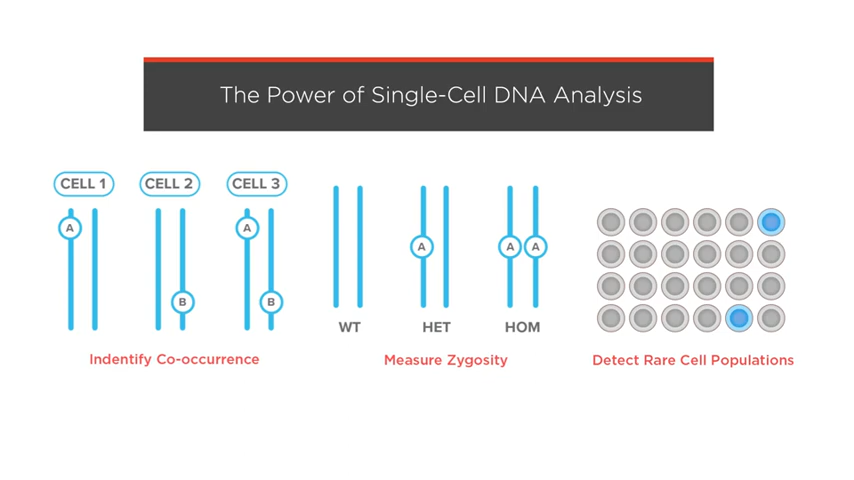 The Power of Single-Cell DNA Analysis
CELL 1 CELL 2 CELL 3
A A
B B
A A A
WT HET HOM
Indentify Co-occurrence
Measure Zygosity
Detect Rare Cell Populations